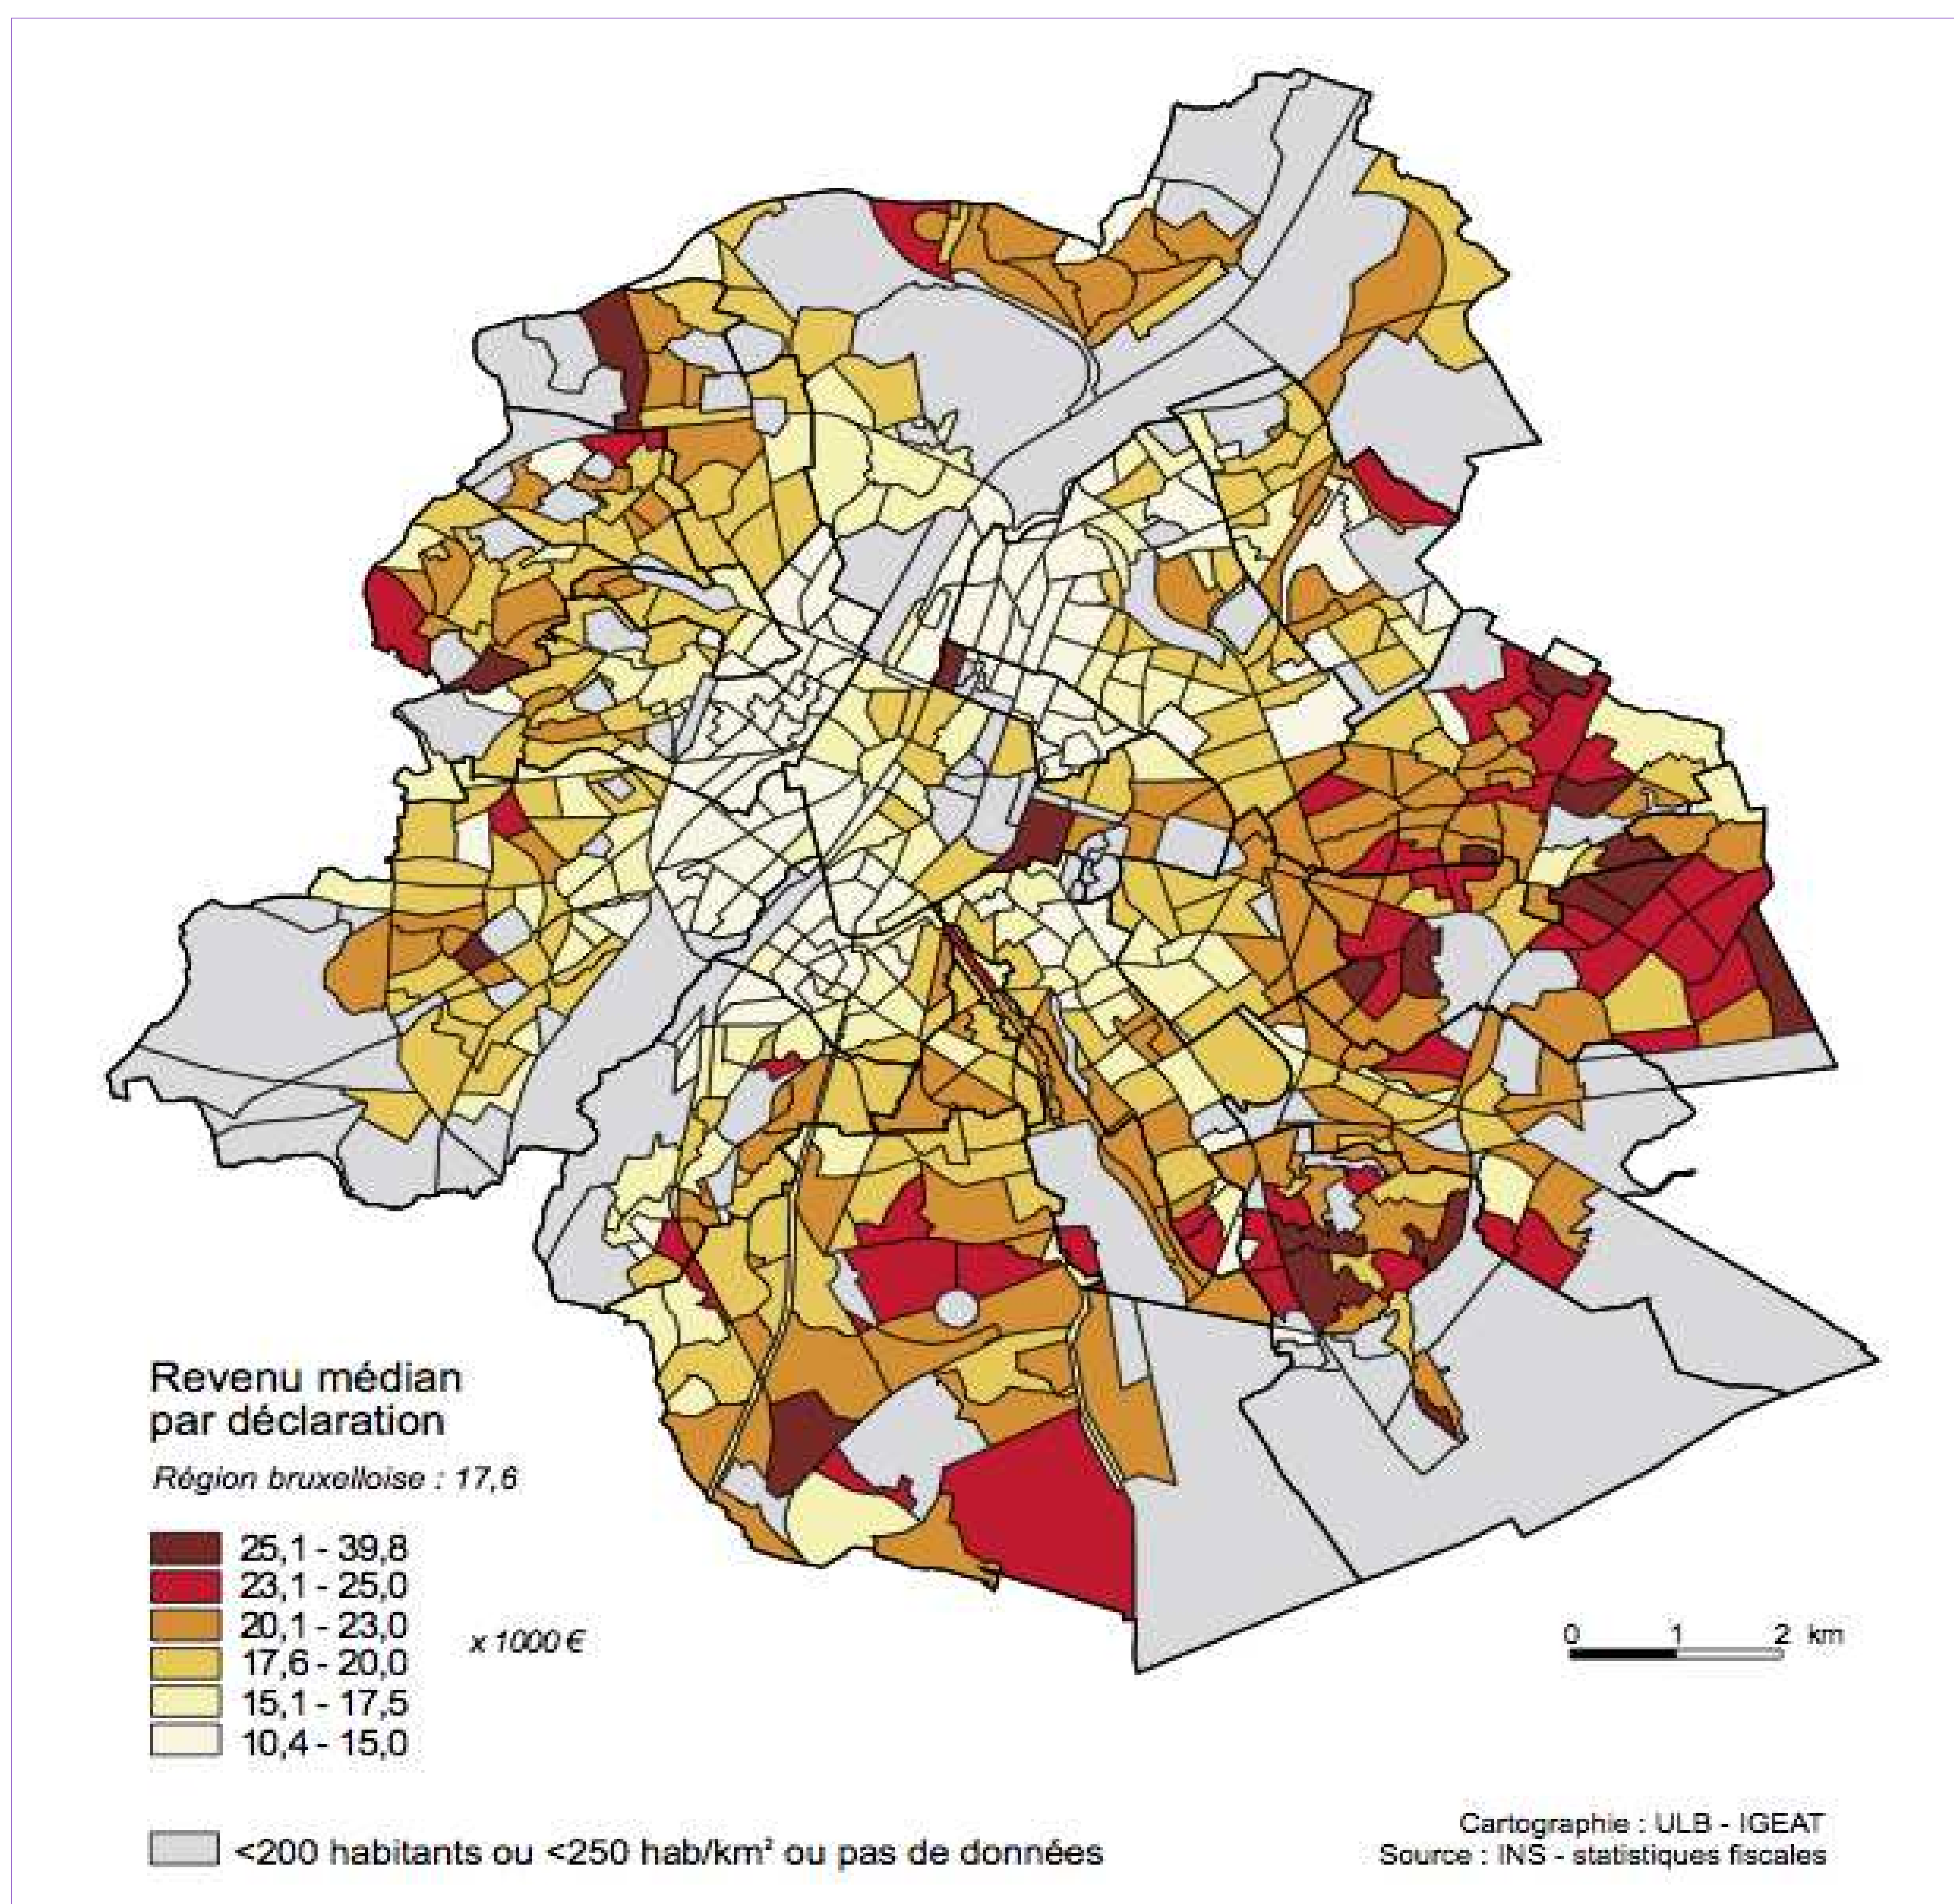 Revenu médian
par déclaration
Région bruxelloise : 17,6
25,1 - 39,8
23,1 - 25,0
20,1 - 23,0
17,6 - 20,0
15,1 - 17,5
10,4 - 15,0
x 1000 €
<200 habitants ou <250 hab/km² ou pas de données
0 1 2 km
Cartographie : ULB - IGEAT
Source : INS - statistiques fiscales